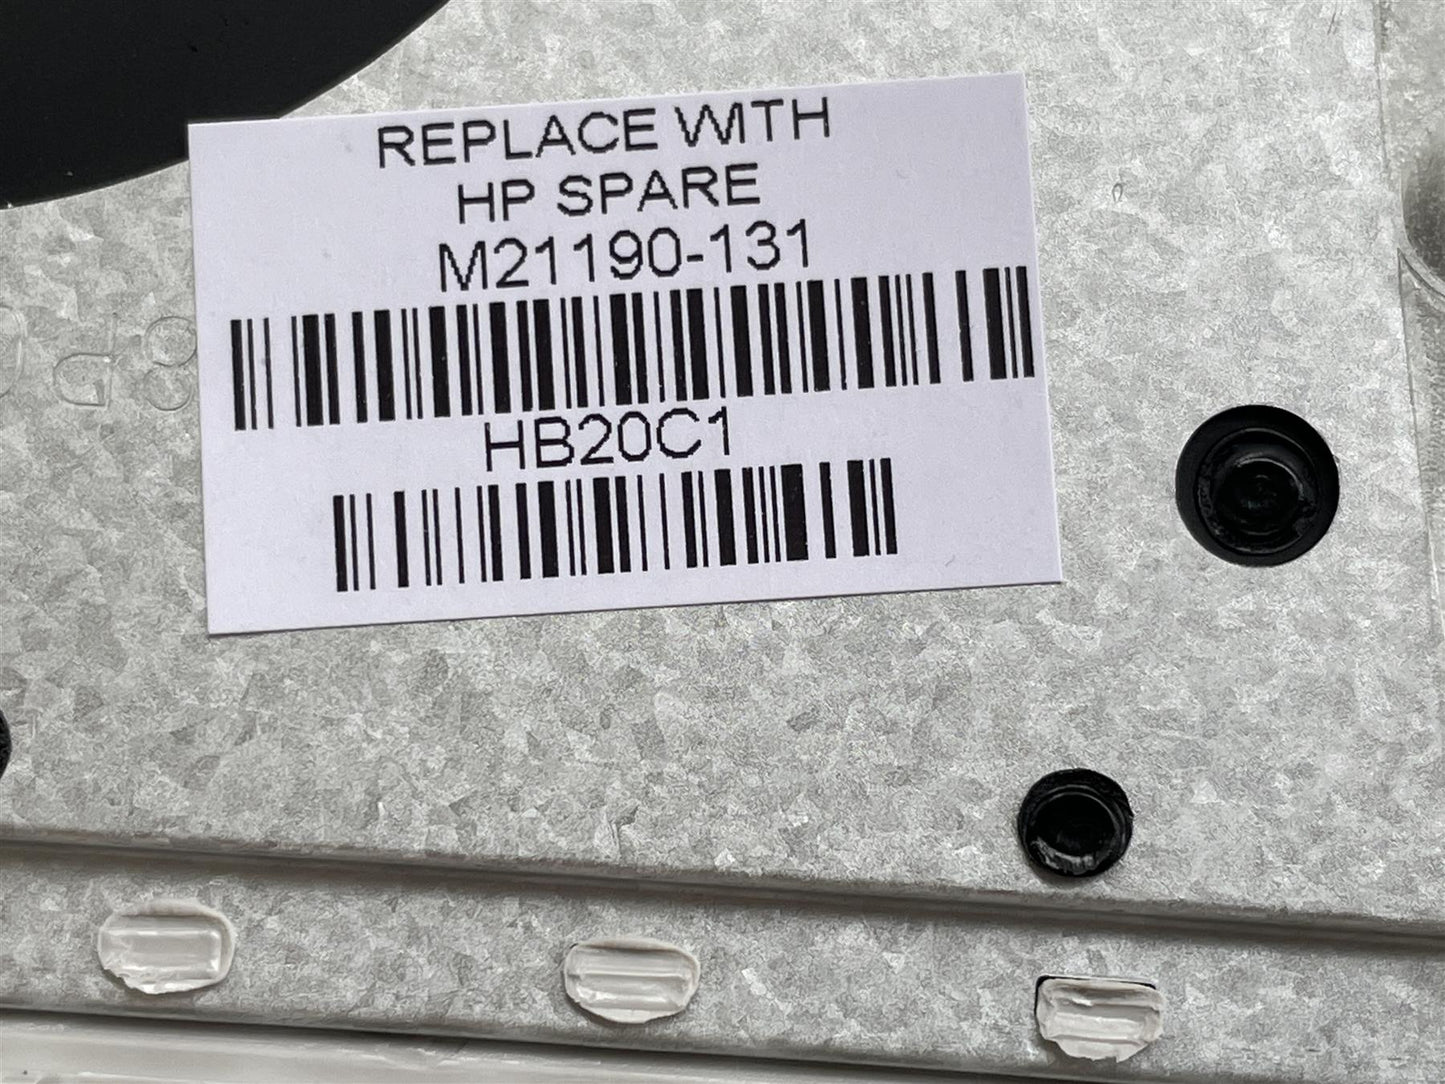 REPLACE WITH
HP SPARE
M21190-131
HB20C1